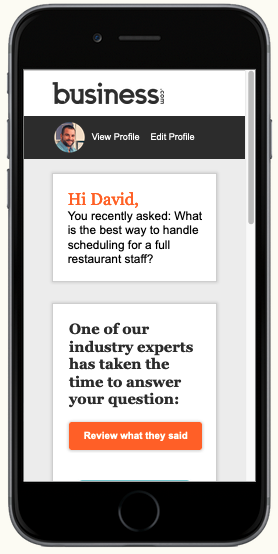 business.com
View Profile Edit Profile
Hi David,
You recently asked: What
is the best way to handle
scheduling for a full
restaurant staff?
One of our
industry experts
has taken the
time to answer
your question:
Review what they said